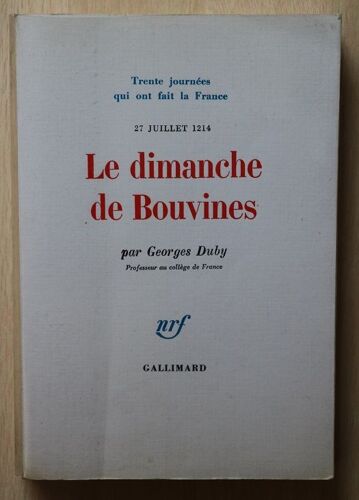 Trente journées
qui ont fait la France
27 JUILLET 1214
Le dimanche
de Bouvines
par Georges Duby
Professeur au collège de France
nrf
GALLIMARD